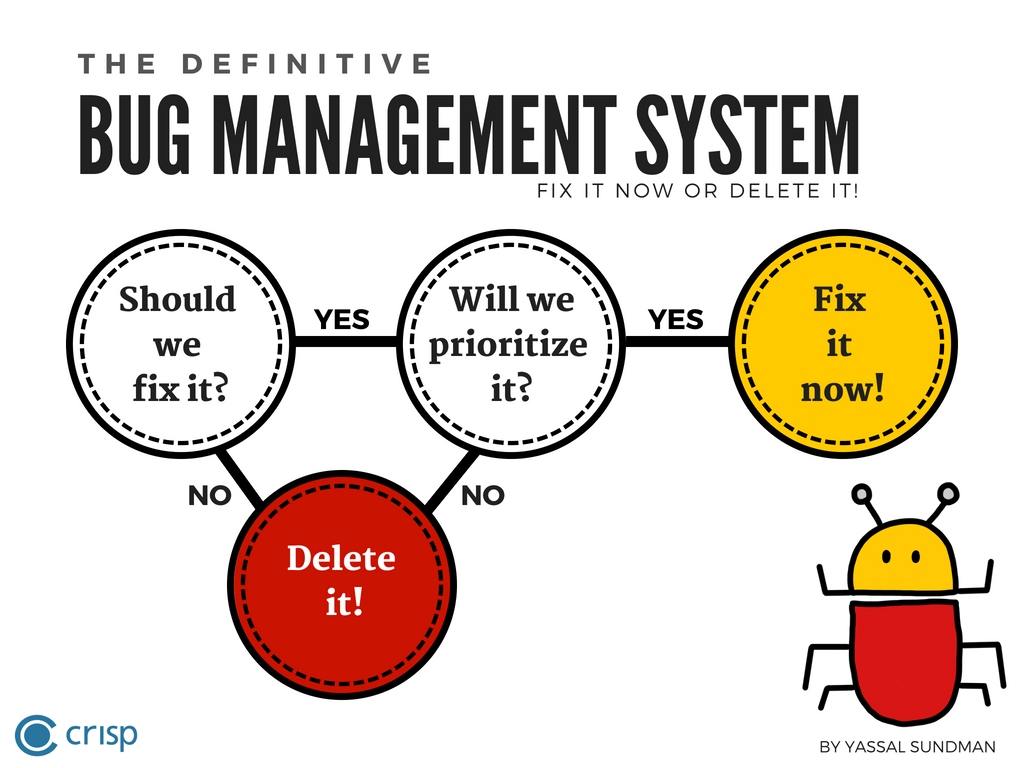 THE DEFINITIVE
BUG MANAGEMENT SYSTEM
FIX IT NOW OR DELETE IT!
Should
we
fix it?
YES
Will we
prioritize
it?
YES
Fix
it
now!
NO
NO
Delete
it!
crisp
BY YASSAL SUNDMAN